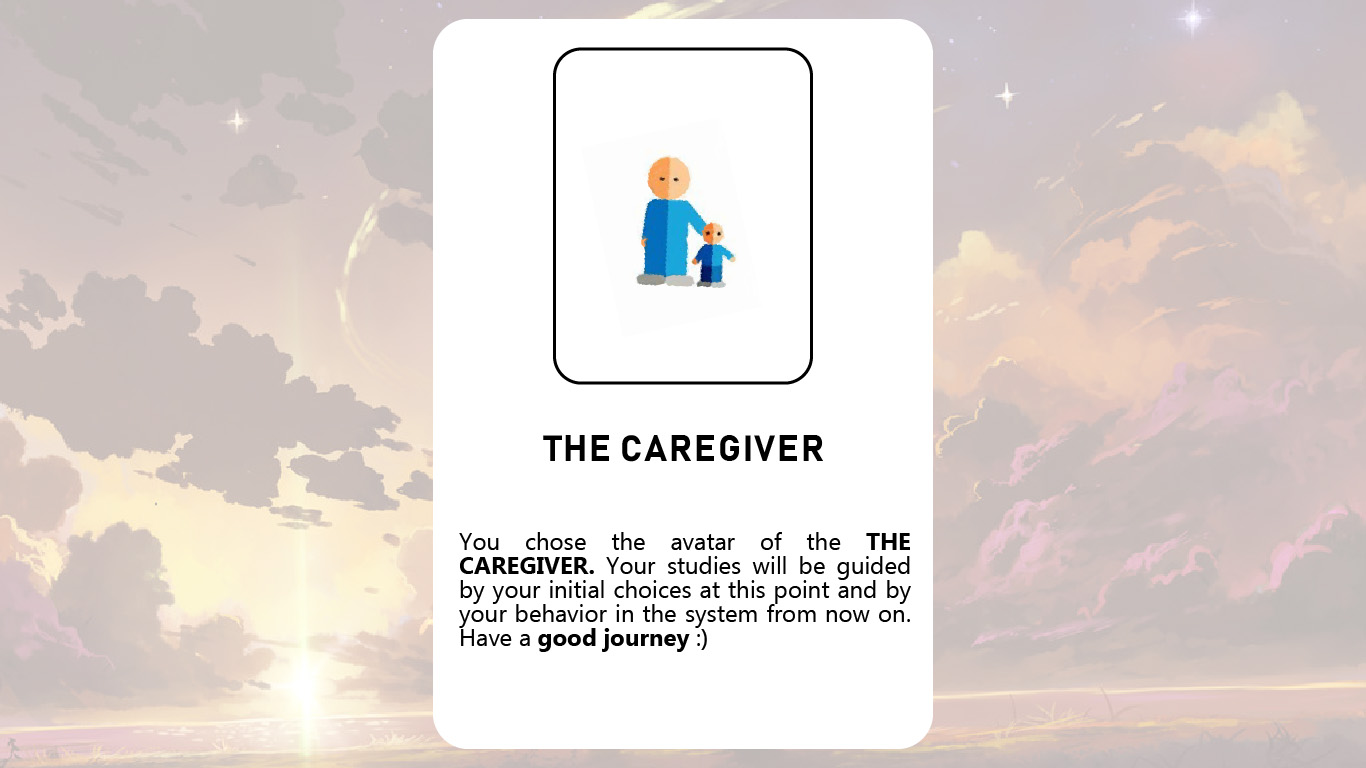 THE CAREGIVER
You chose the avatar of the THE
CAREGIVER. Your studies will be guided
by your initial choices at this point and by
your behavior in the system from now on.
Have a good journey :)